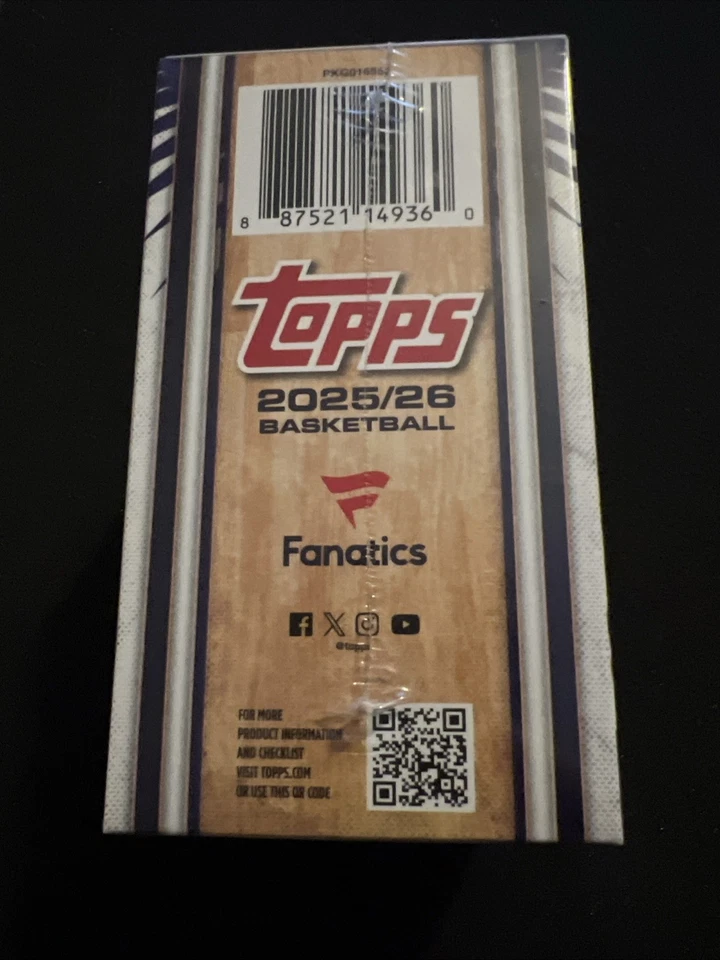 8 87521 14936 0
TOPPS
2025/26
BASKETBALL
Fanatics
@topps
FOR MORE
PRODUCT INFORMATION
AND CHECKLIST
VISIT TOPPS.COM
OR USE THIS QR CODE